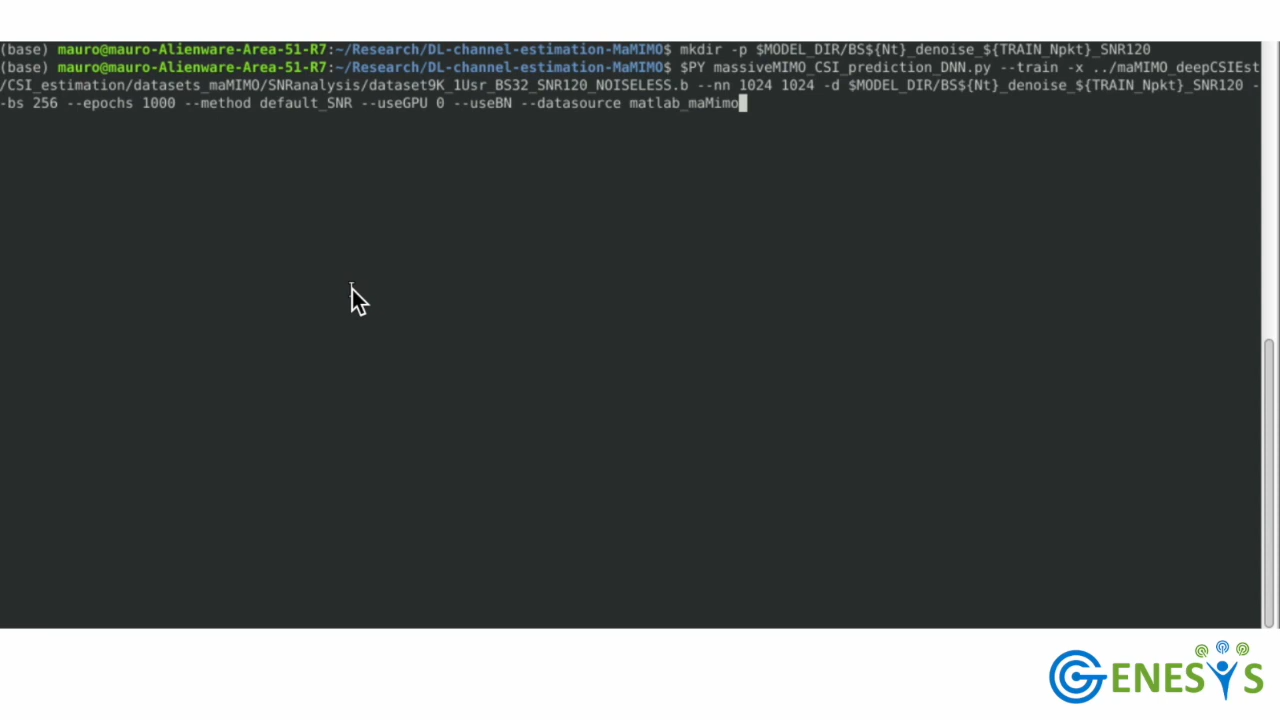 (base) mauro@mauro-Alienware-Area-51-R7:~/Research/DL-channel-estimation-MaMIMO$ mkdir -p $MODEL_DIR/BS${Nt}_denoise_${TRAIN_Npkt}_SNR120
(base) mauro@mauro-Alienware-Area-51-R7:~/Research/DL-channel-estimation-MaMIMO$ $PY massiveMIMO_CSI_prediction_DNN.py --train -x ../maMIMO_deepCSIEst
/CSI_estimation/datasets_maMIMO/SNRanalysis/dataset9K_1Usr_BS32_SNR120_NOISELESS.b --nn 1024 1024 -d $MODEL_DIR/BS${Nt}_denoise_${TRAIN_Npkt}_SNR120 -
-bs 256 --epochs 1000 --method default_SNR --useGPU 0 --useBN --datasource matlab_maMimo
GENESYS